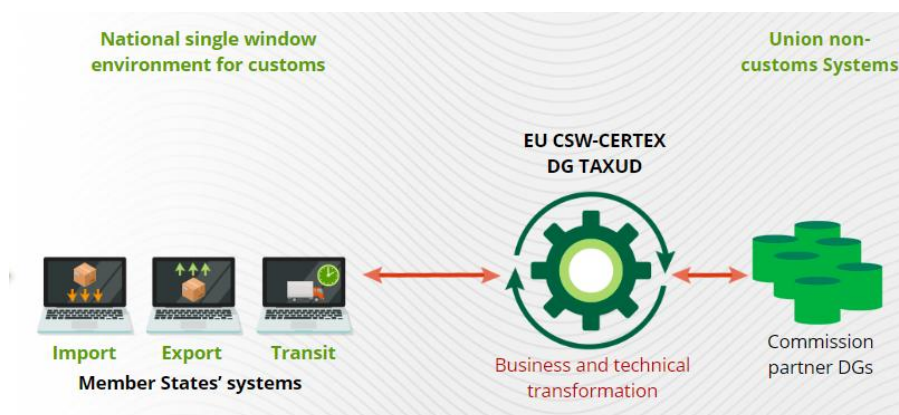 National single window
environment for customs
Union non-
customs Systems
EU CSW-CERTEX
DG TAXUD
Import
Export
Transit
Member States’ systems
Business and technical
transformation
Commission
partner DGs